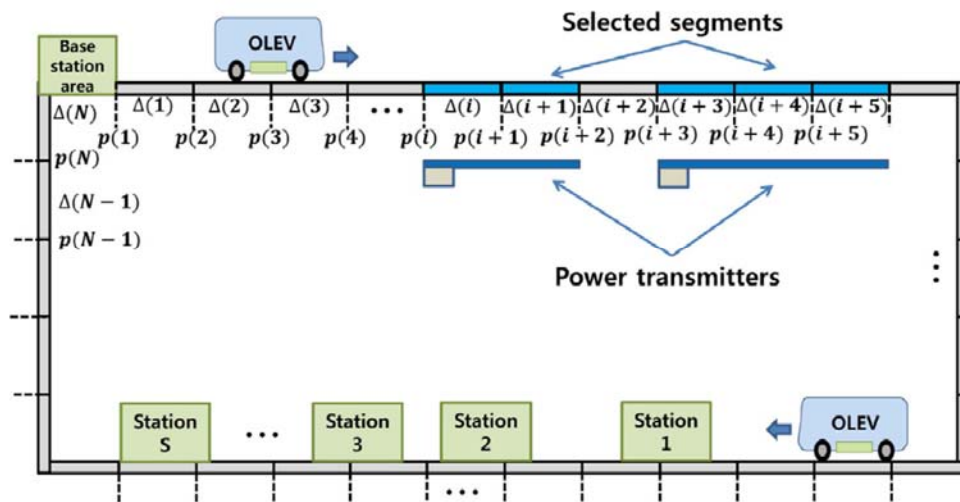 Base
station
area
OLEV
Selected segments
Δ(N)
Δ(1)
Δ(2)
Δ(3)
...
Δ(i)
Δ(i+1)
Δ(i+2)
Δ(i+3)
Δ(i+4)
Δ(i+5)
p(1)
p(2)
p(3)
p(4)
p(i)
p(i+1)
p(i+2)
p(i+3)
p(i+4)
p(i+5)
p(N)
Δ(N−1)
p(N−1)
Power transmitters
...
Station
S
...
Station
3
Station
2
Station
1
OLEV
...